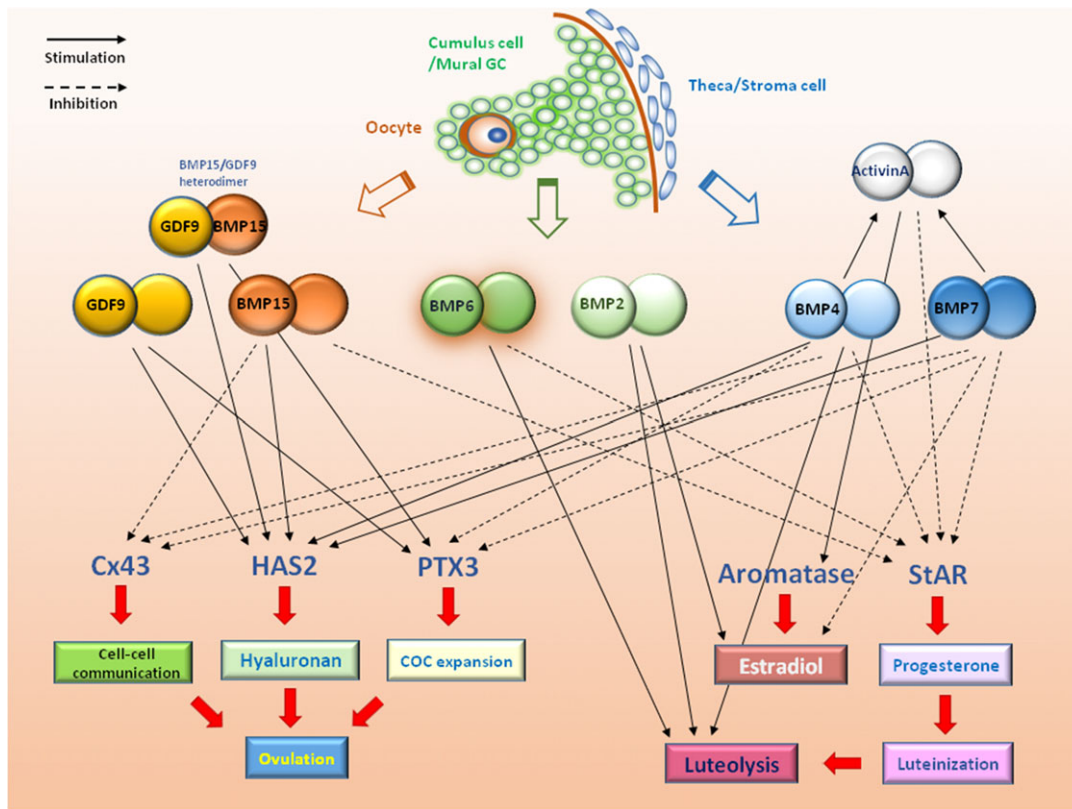 Stimulation
Inhibition
Cumulus cell
/Mural GC
Theca/Stroma cell
Oocyte
BMP15/GDF9
heterodimer
ActivinA
GDF9
BMP15
GDF9
BMP15
BMP6
BMP2
BMP4
BMP7
Cx43
HAS2
PTX3
Aromatase
StAR
Cell-cell
communication
Hyaluronan
COC expansion
Estradiol
Progesterone
Ovulation
Luteolysis
Luteinization